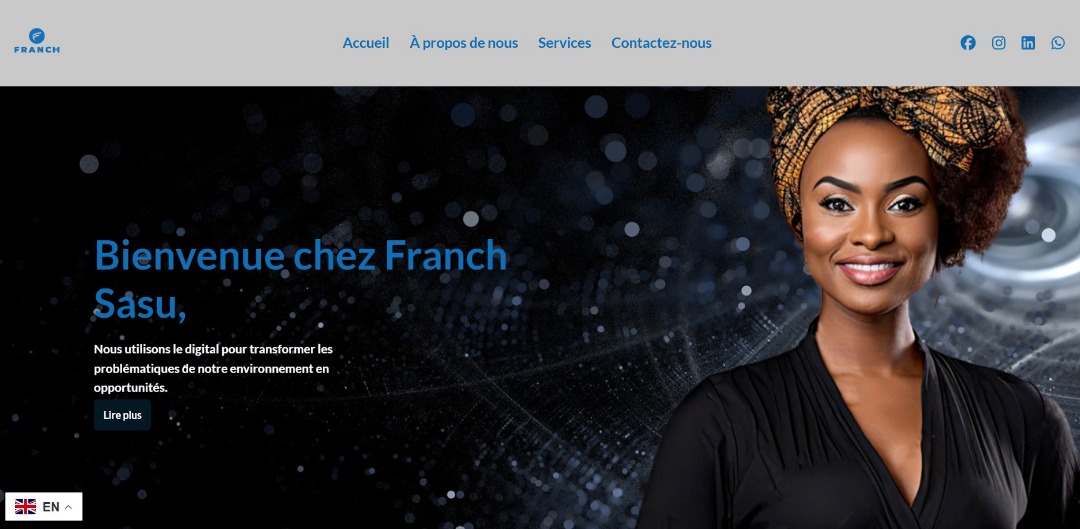 FRANCH
Accueil
À propos de nous
Services
Contactez-nous
Bienvenue chez Franch
Sasu,
Nous utilisons le digital pour transformer les
problématiques de notre environnement en
opportunités.
Lire plus
EN